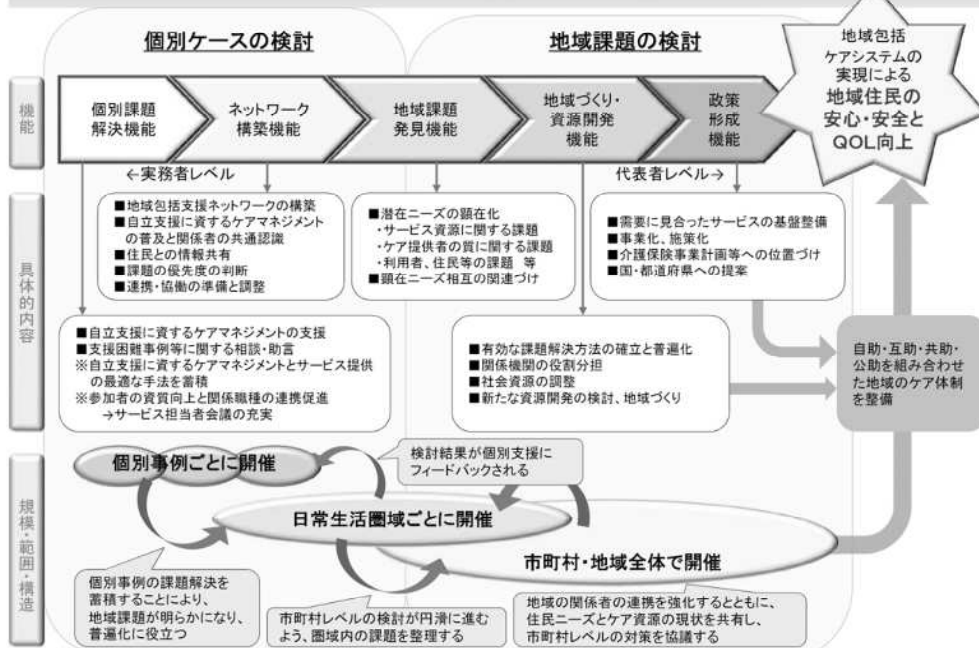 個別ケースの検討
地域課題の検討
地域包括
ケアシステムの
実現による
地域住民の
安心・安全と
QOL向上
機能
個別課題
解決機能
ネットワーク
構築機能
地域課題
発見機能
地域づくり・
資源開発
機能
政策
形成
機能
←実務者レベル
代表者レベル→
具体的内容
■地域包括支援ネットワークの構築
■自立支援に資するケアマネジメント
の普及と関係者の共通認識
■住民との情報共有
■課題の優先度の判断
■連携・協働の準備と調整
■潜在ニーズの顕在化
・サービス資源に関する課題
・ケア提供者の質に関する課題
・利用者、住民等の課題 等
■顕在ニーズ相互の関連づけ
■需要に見合ったサービスの基盤整備
■事業化、施策化
■介護保険事業計画等への位置づけ
■国・都道府県への提案
■自立支援に資するケアマネジメントの支援
■支援困難事例等に関する相談・助言
※自立支援に資するケアマネジメントとサービス提供
の最適な手法を蓄積
※参加者の資質向上と関係職種の連携促進
→サービス担当者会議の充実
■有効な課題解決方法の確立と普遍化
■関係機関の役割分担
■社会資源の調整
■新たな資源開発の検討、地域づくり
自助・互助・共助・
公助を組み合わせ
た地域のケア体制
を整備
規模・範囲・構造
個別事例ごとに開催
検討結果が個別支援に
フィードバックされる
日常生活圏域ごとに開催
市町村・地域全体で開催
個別事例の課題解決を
蓄積することにより、
地域課題が明らかになり、
普遍化に役立つ
市町村レベルの検討が円滑に進む
よう、圏域内の課題を整理する
地域の関係者の連携を強化するとともに、
住民ニーズとケア資源の現状を共有し、
市町村レベルの対策を協議する